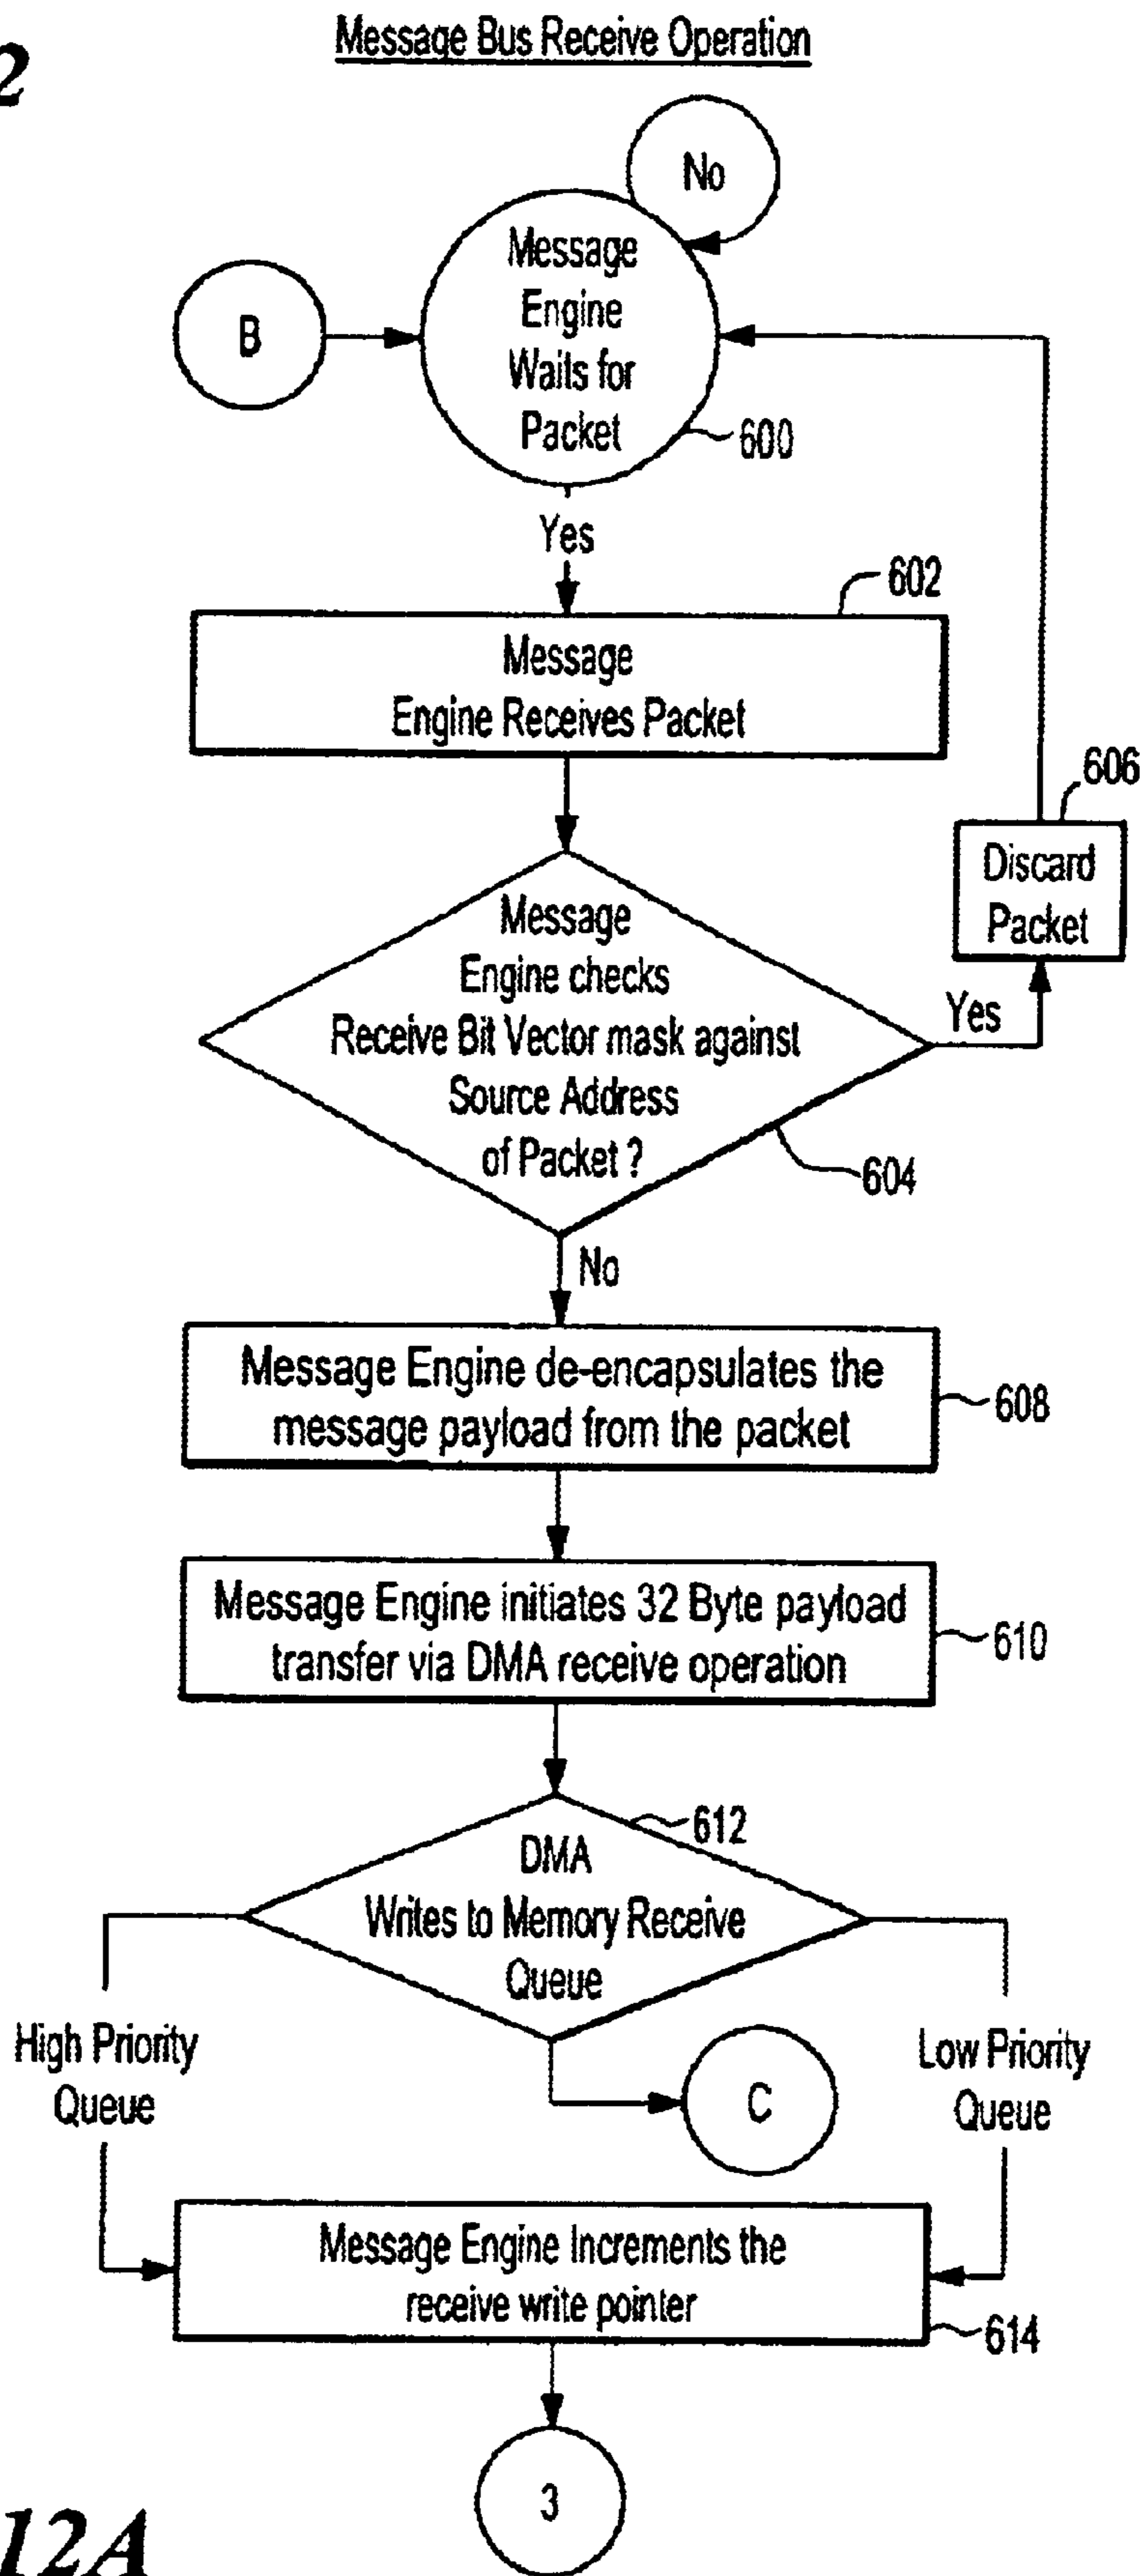 2
Message Bus Receive Operation
No
Message
Engine
Waits for
Packet
B
600
Yes
602
Message
Engine Receives Packet
606
Discard
Packet
Message
Engine checks
Receive Bit Vector mask against
Source Address
of Packet ?
Yes
604
No
Message Engine de-encapsulates the
message payload from the packet
608
Message Engine initiates 32 Byte payload
transfer via DMA receive operation
610
612
DMA
Writes to Memory Receive
Queue
High Priority
Queue
Low Priority
Queue
C
Message Engine Increments the
receive write pointer
614
3
12A